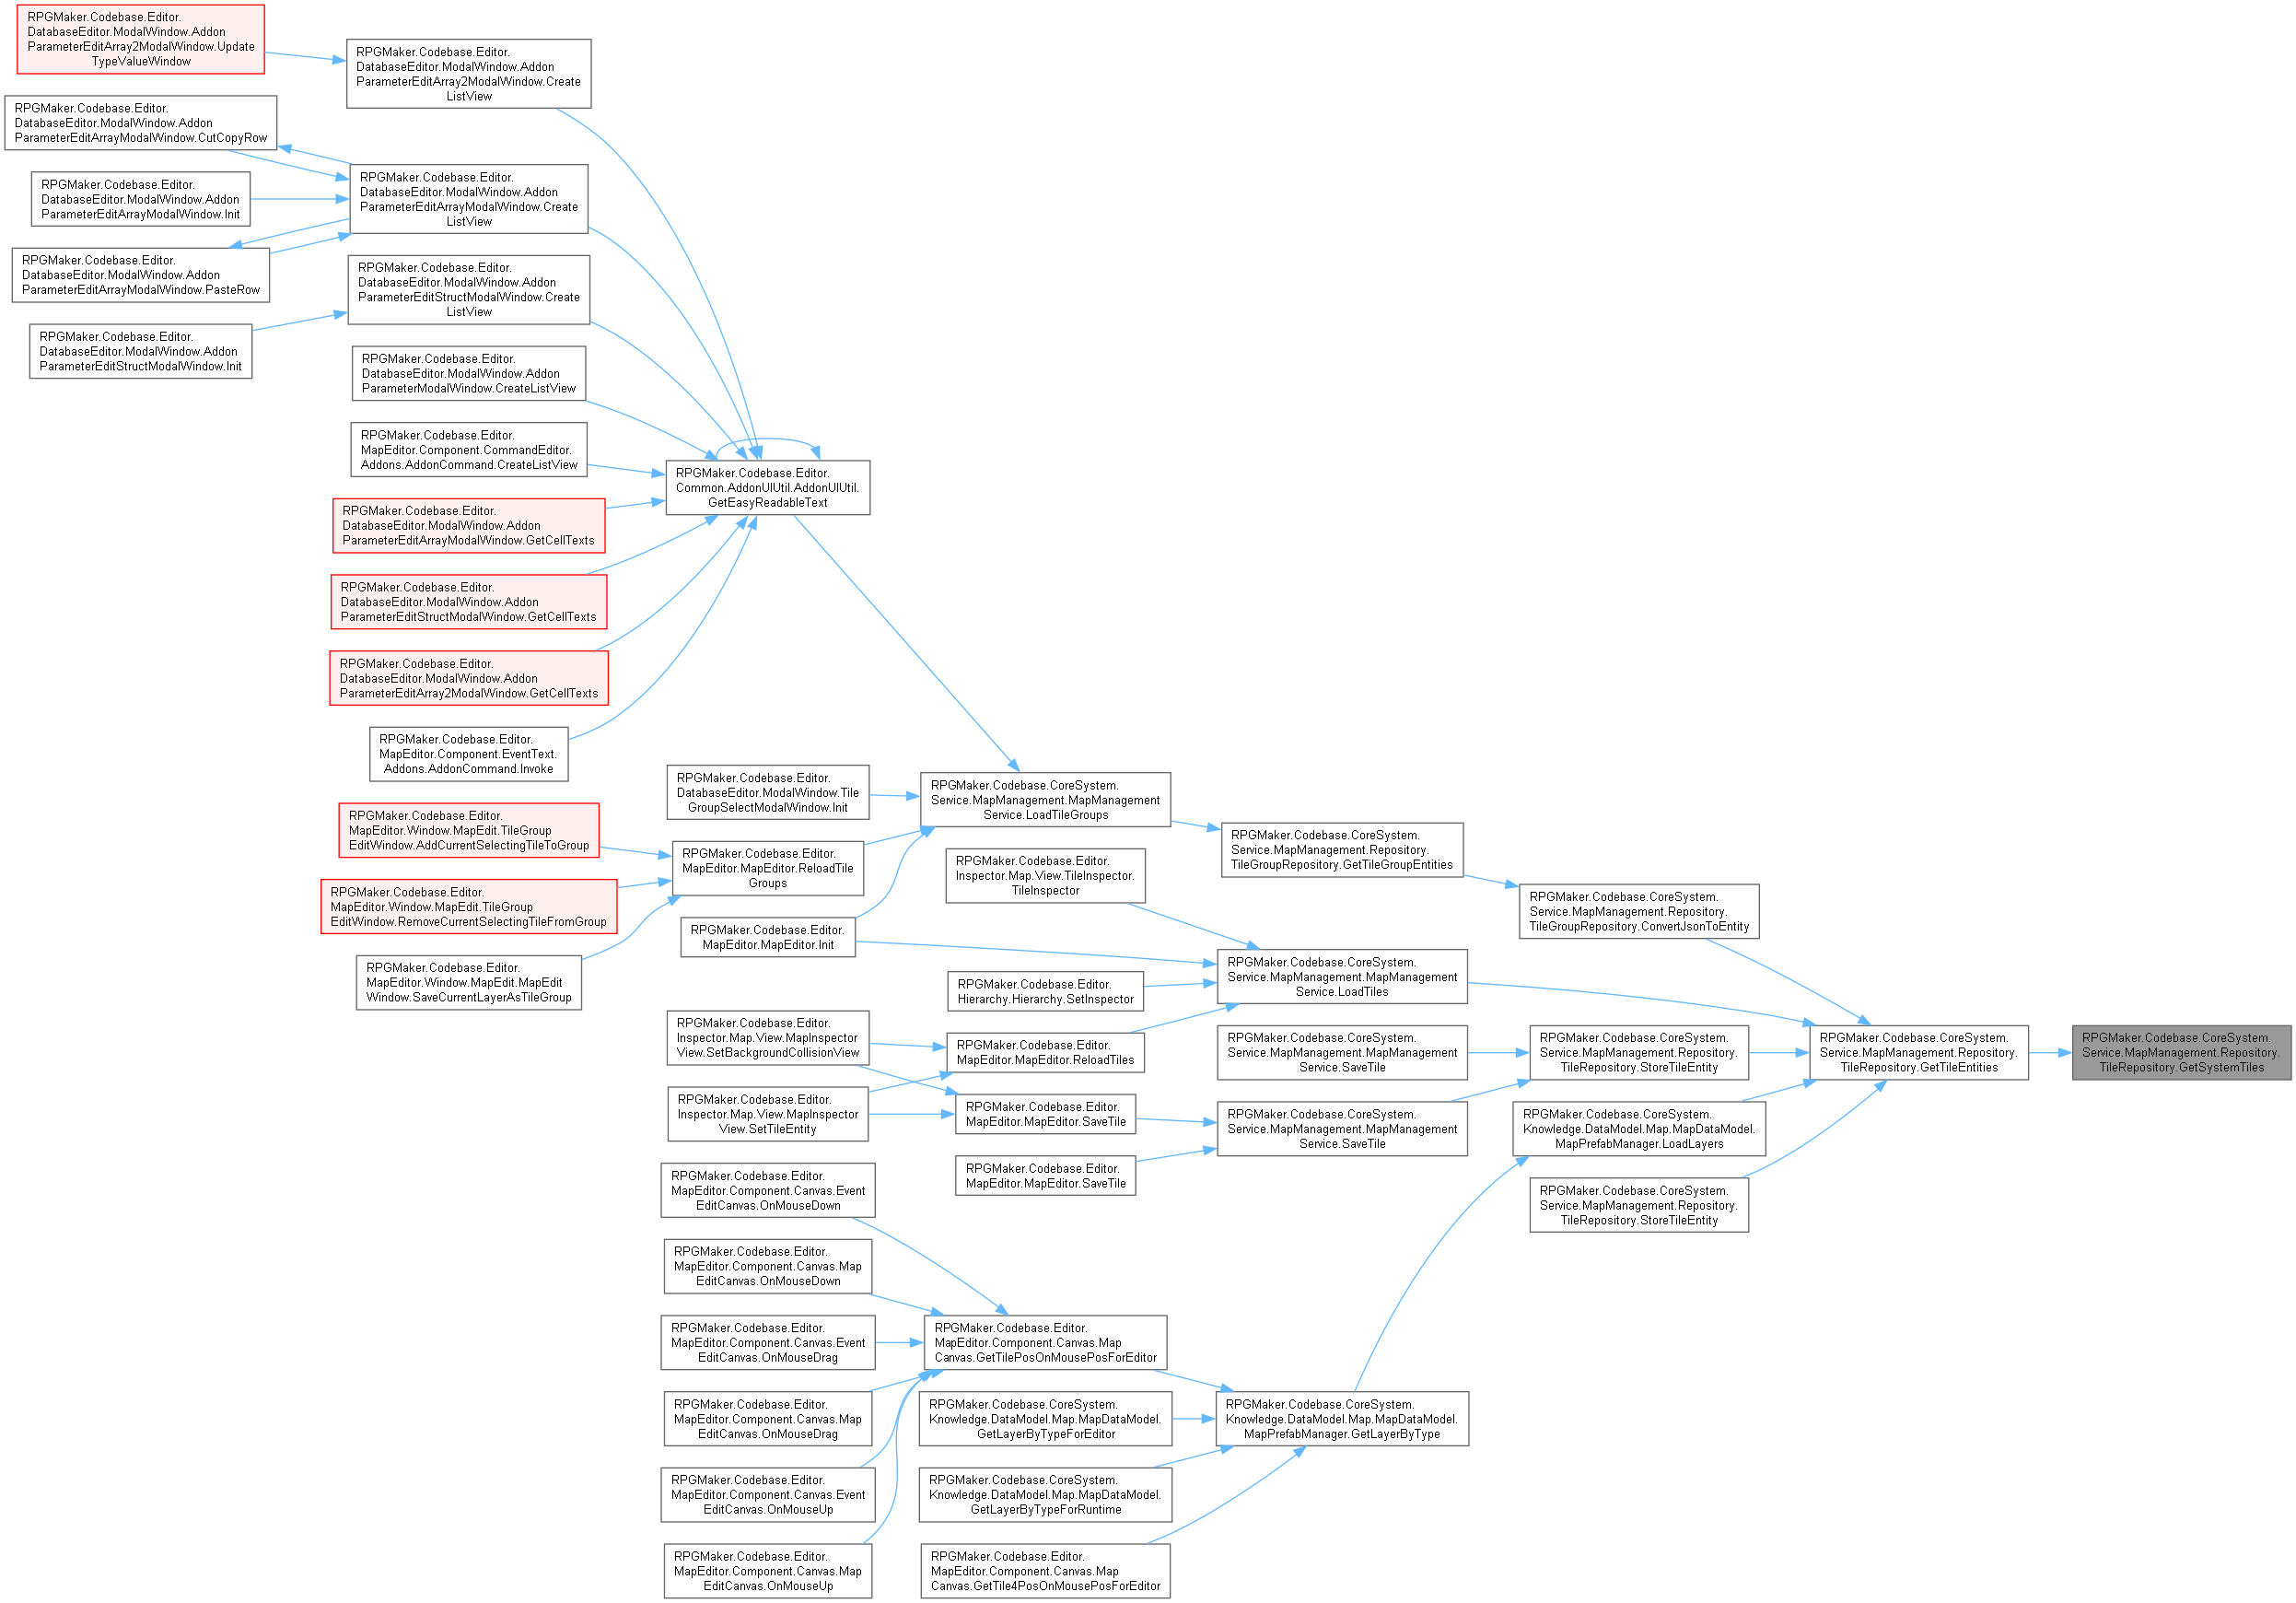 RPGMaker.Codebase.Editor.
DatabaseEditor.ModalWindow.Addon
ParameterEditArray2ModalWindow.Update
TypeValueWindow
RPGMaker.Codebase.Editor.
DatabaseEditor.ModalWindow.Addon
ParameterEditArray2ModalWindow.Create
ListView
RPGMaker.Codebase.Editor.
DatabaseEditor.ModalWindow.Addon
ParameterEditArrayModalWindow.CutCopyRow
RPGMaker.Codebase.Editor.
DatabaseEditor.ModalWindow.Addon
ParameterEditArrayModalWindow.Init
RPGMaker.Codebase.Editor.
DatabaseEditor.ModalWindow.Addon
ParameterEditArrayModalWindow.Create
ListView
RPGMaker.Codebase.Editor.
DatabaseEditor.ModalWindow.Addon
ParameterEditArrayModalWindow.PasteRow
RPGMaker.Codebase.Editor.
DatabaseEditor.ModalWindow.Addon
ParameterEditStructModalWindow.Create
ListView
RPGMaker.Codebase.Editor.
DatabaseEditor.ModalWindow.Addon
ParameterEditStructModalWindow.Init
RPGMaker.Codebase.Editor.
DatabaseEditor.ModalWindow.Addon
ParameterModalWindow.CreateListView
RPGMaker.Codebase.Editor.
MapEditor.Component.CommandEditor.
Addons.AddonCommand.CreateListView
RPGMaker.Codebase.Editor.
Common.AddonUIUtil.AddonUIUtil.
GetEasyReadableText
RPGMaker.Codebase.Editor.
DatabaseEditor.ModalWindow.Addon
ParameterEditArrayModalWindow.GetCellTexts
RPGMaker.Codebase.Editor.
DatabaseEditor.ModalWindow.Addon
ParameterEditStructModalWindow.GetCellTexts
RPGMaker.Codebase.Editor.
DatabaseEditor.ModalWindow.Addon
ParameterEditArray2ModalWindow.GetCellTexts
RPGMaker.Codebase.Editor.
MapEditor.Component.EventText.
Addons.AddonCommand.Invoke
RPGMaker.Codebase.Editor.
DatabaseEditor.ModalWindow.Tile
GroupSelectModalWindow.Init
RPGMaker.Codebase.CoreSystem.
Service.MapManagement.MapManagement
Service.LoadTileGroups
RPGMaker.Codebase.Editor.
MapEditor.Window.MapEdit.TileGroup
EditWindow.AddCurrentSelectingTileToGroup
RPGMaker.Codebase.Editor.
MapEditor.MapEditor.ReloadTile
Groups
RPGMaker.Codebase.CoreSystem.
Service.MapManagement.Repository.
TileGroupRepository.GetTileGroupEntities
RPGMaker.Codebase.Editor.
Inspector.Map.View.TileInspector.
TileInspector
RPGMaker.Codebase.Editor.
MapEditor.Window.MapEdit.TileGroup
EditWindow.RemoveCurrentSelectingTileFromGroup
RPGMaker.Codebase.CoreSystem.
Service.MapManagement.Repository.
TileGroupRepository.ConvertJsonToEntity
RPGMaker.Codebase.Editor.
MapEditor.MapEditor.Init
RPGMaker.Codebase.Editor.
MapEditor.Window.MapEdit.MapEdit
Window.SaveCurrentLayerAsTileGroup
RPGMaker.Codebase.CoreSystem.
Service.MapManagement.MapManagement
Service.LoadTiles
RPGMaker.Codebase.Editor.
Hierarchy.Hierarchy.SetInspector
RPGMaker.Codebase.Editor.
Inspector.Map.View.MapInspector
View.SetBackgroundCollisionView
RPGMaker.Codebase.Editor.
MapEditor.MapEditor.ReloadTiles
RPGMaker.Codebase.CoreSystem.
Service.MapManagement.MapManagement
Service.SaveTile
RPGMaker.Codebase.CoreSystem.
Service.MapManagement.Repository.
TileRepository.StoreTileEntity
RPGMaker.Codebase.CoreSystem.
Service.MapManagement.Repository.
TileRepository.GetTileEntities
RPGMaker.Codebase.CoreSystem.
Service.MapManagement.Repository.
TileRepository.GetSystemTiles
RPGMaker.Codebase.Editor.
Inspector.Map.View.MapInspector
View.SetTileEntity
RPGMaker.Codebase.Editor.
MapEditor.MapEditor.SaveTile
RPGMaker.Codebase.CoreSystem.
Service.MapManagement.MapManagement
Service.SaveTile
RPGMaker.Codebase.CoreSystem.
Knowledge.DataModel.Map.MapDataModel.
MapPrefabManager.LoadLayers
RPGMaker.Codebase.Editor.
MapEditor.MapEditor.SaveTile
RPGMaker.Codebase.CoreSystem.
Service.MapManagement.Repository.
TileRepository.StoreTileEntity
RPGMaker.Codebase.Editor.
MapEditor.Component.Canvas.Event
EditCanvas.OnMouseDown
RPGMaker.Codebase.Editor.
MapEditor.Component.Canvas.Map
EditCanvas.OnMouseDown
RPGMaker.Codebase.Editor.
MapEditor.Component.Canvas.Event
EditCanvas.OnMouseDrag
RPGMaker.Codebase.Editor.
MapEditor.Component.Canvas.Map
Canvas.GetTilePosOnMousePosForEditor
RPGMaker.Codebase.Editor.
MapEditor.Component.Canvas.Map
EditCanvas.OnMouseDrag
RPGMaker.Codebase.CoreSystem.
Knowledge.DataModel.Map.MapDataModel.
GetLayerByTypeForEditor
RPGMaker.Codebase.CoreSystem.
Knowledge.DataModel.Map.MapDataModel.
MapPrefabManager.GetLayerByType
RPGMaker.Codebase.Editor.
MapEditor.Component.Canvas.Event
EditCanvas.OnMouseUp
RPGMaker.Codebase.CoreSystem.
Knowledge.DataModel.Map.MapDataModel.
GetLayerByTypeForRuntime
RPGMaker.Codebase.Editor.
MapEditor.Component.Canvas.Map
EditCanvas.OnMouseUp
RPGMaker.Codebase.Editor.
MapEditor.Component.Canvas.Map
Canvas.GetTile4PosOnMousePosForEditor